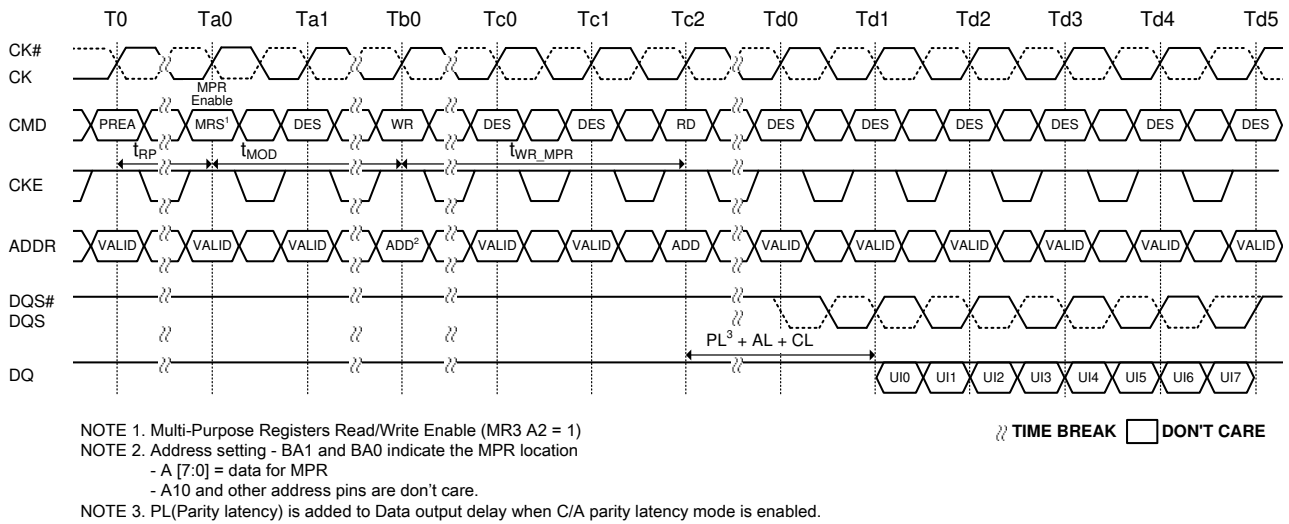 T0 Ta0 Ta1 Tb0 Tc0 Tc1 Tc2 Td0 Td1 Td2 Td3 Td4 Td5
CK#
CK
MPR
Enable
CMD PREA MRS1 DES WR DES DES RD DES DES DES DES DES DES
tRP tMOD tWR_MPR
CKE
ADDR VALID VALID VALID ADD2 VALID VALID ADD VALID VALID VALID VALID VALID VALID
DQS#
DQS
PL3 + AL + CL
DQ UI0 UI1 UI2 UI3 UI4 UI5 UI6 UI7
NOTE 1. Multi-Purpose Registers Read/Write Enable (MR3 A2 = 1)
TIME BREAK DON'T CARE
NOTE 2. Address setting - BA1 and BA0 indicate the MPR location
- A [7:0] = data for MPR
- A10 and other address pins are don't care.
NOTE 3. PL(Parity latency) is added to Data output delay when C/A parity latency mode is enabled.